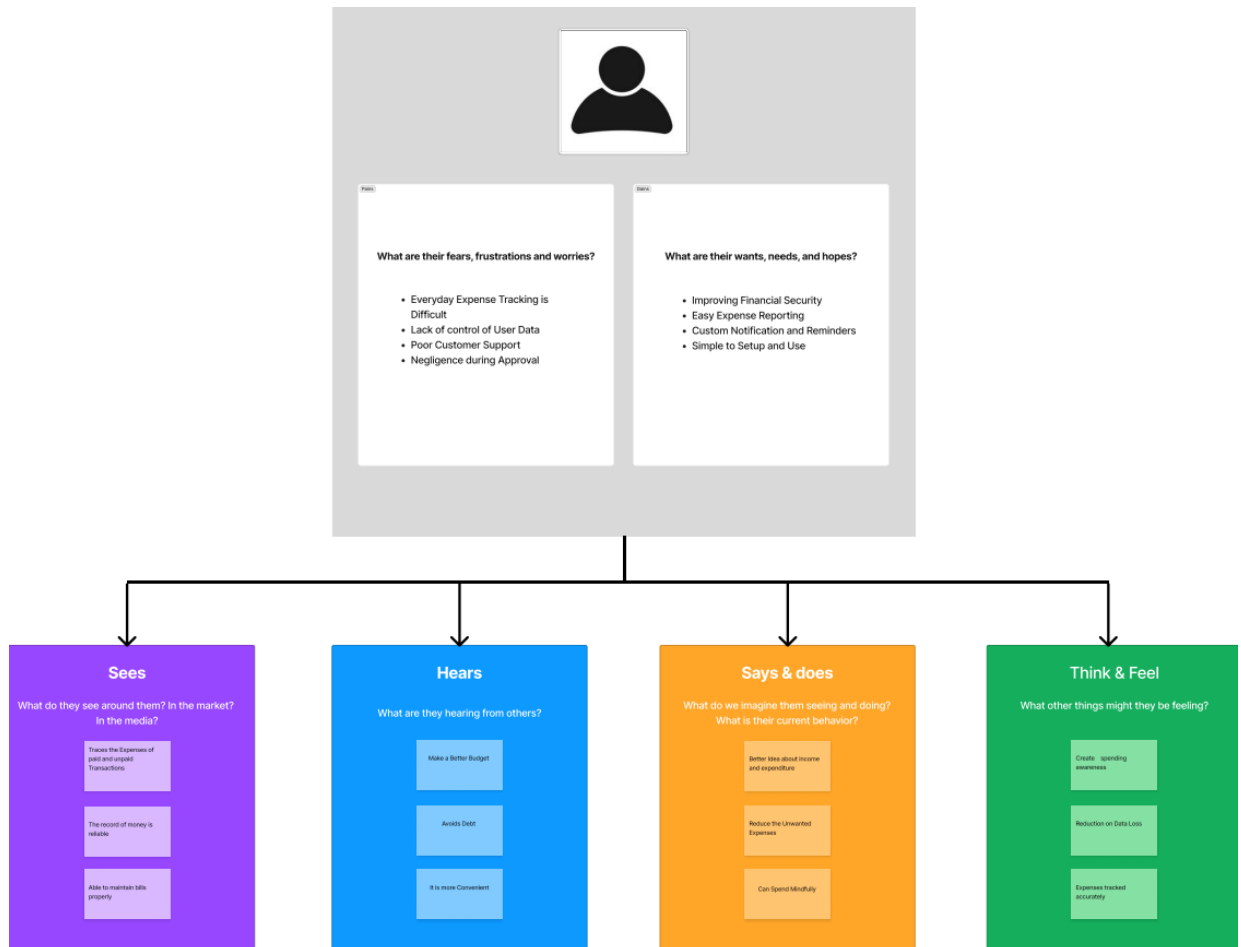 Pains
Gains
What are their fears, frustrations and worries?
• Everyday Expense Tracking is
Difficult
• Lack of control of User Data
• Poor Customer Support
• Negligence during Approval
What are their wants, needs, and hopes?
• Improving Financial Security
• Easy Expense Reporting
• Custom Notification and Reminders
• Simple to Setup and Use
Sees
What do they see around them? In the market?
In the media?
Traces the Expenses of
paid and unpaid
Transactions
The record of money is
reliable
Able to maintain bills
properly
Hears
What are they hearing from others?
Make a Better Budget
Avoids Debt
It is more Convenient
Says & does
What do we imagine them seeing and doing?
What is their current behavior?
Better Idea about income
and expenditure
Reduce the Unwanted
Expenses
Can Spend Mindfully
Think & Feel
What other things might they be feeling?
Create spending
awareness
Reduction on Data Loss
Expenses tracked
accurately